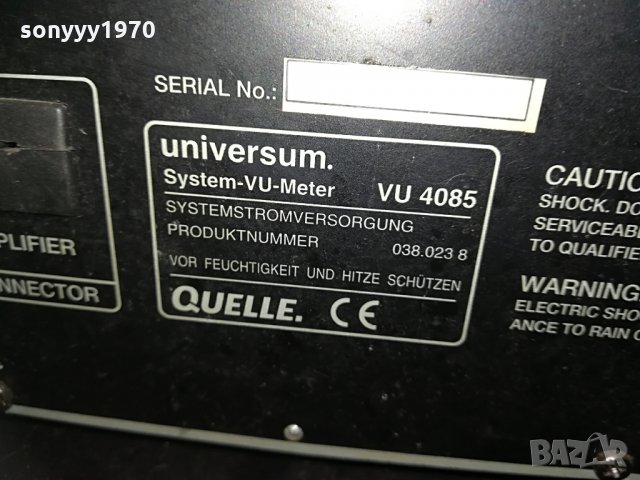 sonyyy1970
SERIAL No.:
universum.
System-VU-Meter VU 4085
SYSTEMSTROMVERSORGUNG
PRODUKTNUMMER 038.023 8
VOR FEUCHTIGKEIT UND HITZE SCHÜTZEN
QUELLE. CE
PLIFIER
NNECTOR
CAUTIO
SHOCK. DO
SERVICEABL
TO QUALIFIE
WARNING
ELECTRIC SHO
ANCE TO RAIN O
BAZAR